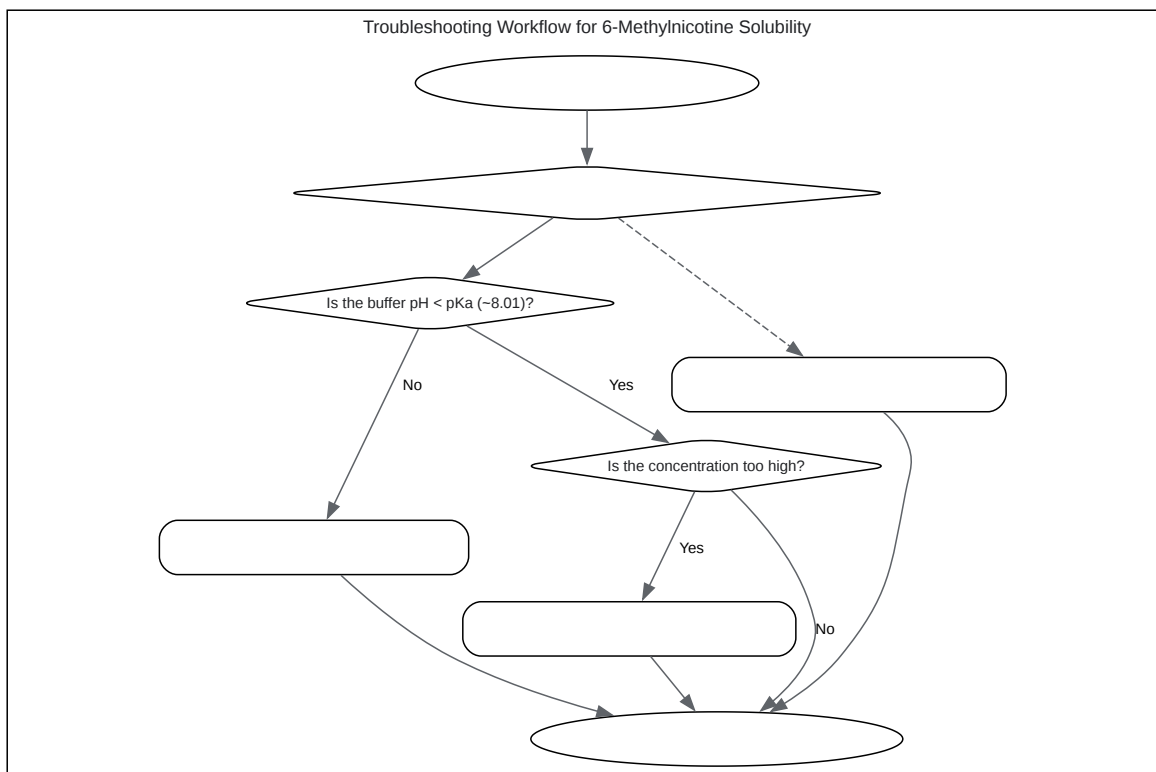 Troubleshooting Workflow for 6-Methylnicotine Solubility
Is the buffer pH < pKa (~8.01)?
No
Yes
Is the concentration too high?
Yes
No